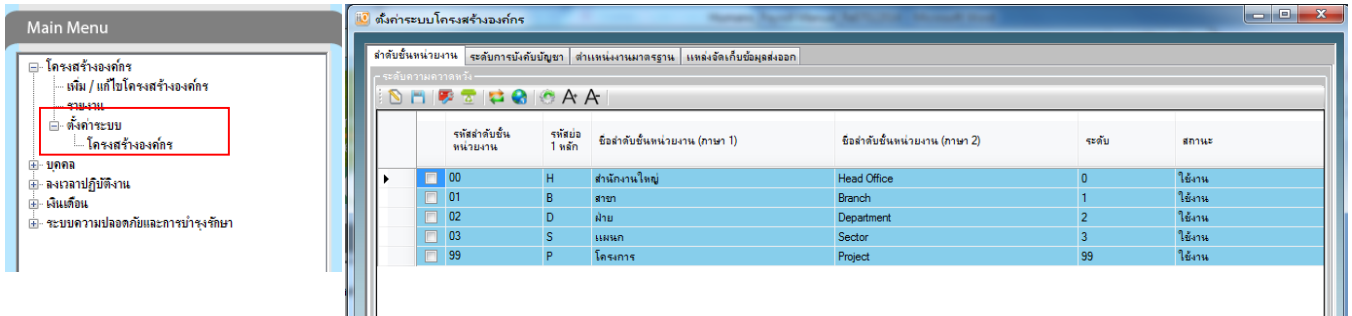 Main Menu
โครงสร้างองค์กร
เพิ่ม / แก้ไขโครงสร้างองค์กร
รายงาน
ตั้งค่าระบบ
โครงสร้างองค์กร
บุคคล
ลงเวลาปฏิบัติงาน
เงินเดือน
ระบบความปลอดภัยและการบำรุงรักษา
ตั้งค่าระบบโครงสร้างองค์กร
ลำดับชั้นหน่วยงาน ระดับการบังคับบัญชา ตำแหน่งงานมาตรฐาน แหล่งจัดเก็บข้อมูลส่งออก
ระดับความคาดหวัง
รหัสลำดับชั้นหน่วยงาน รหัสย่อ 1 หลัก ชื่อลำดับชั้นหน่วยงาน (ภาษา 1) ชื่อลำดับชั้นหน่วยงาน (ภาษา 2) ระดับ สถานะ
00 H สำนักงานใหญ่ Head Office 0 ใช้งาน
01 B สาขา Branch 1 ใช้งาน
02 D ฝ่าย Department 2 ใช้งาน
03 S แผนก Sector 3 ใช้งาน
99 P โครงการ Project 99 ใช้งาน